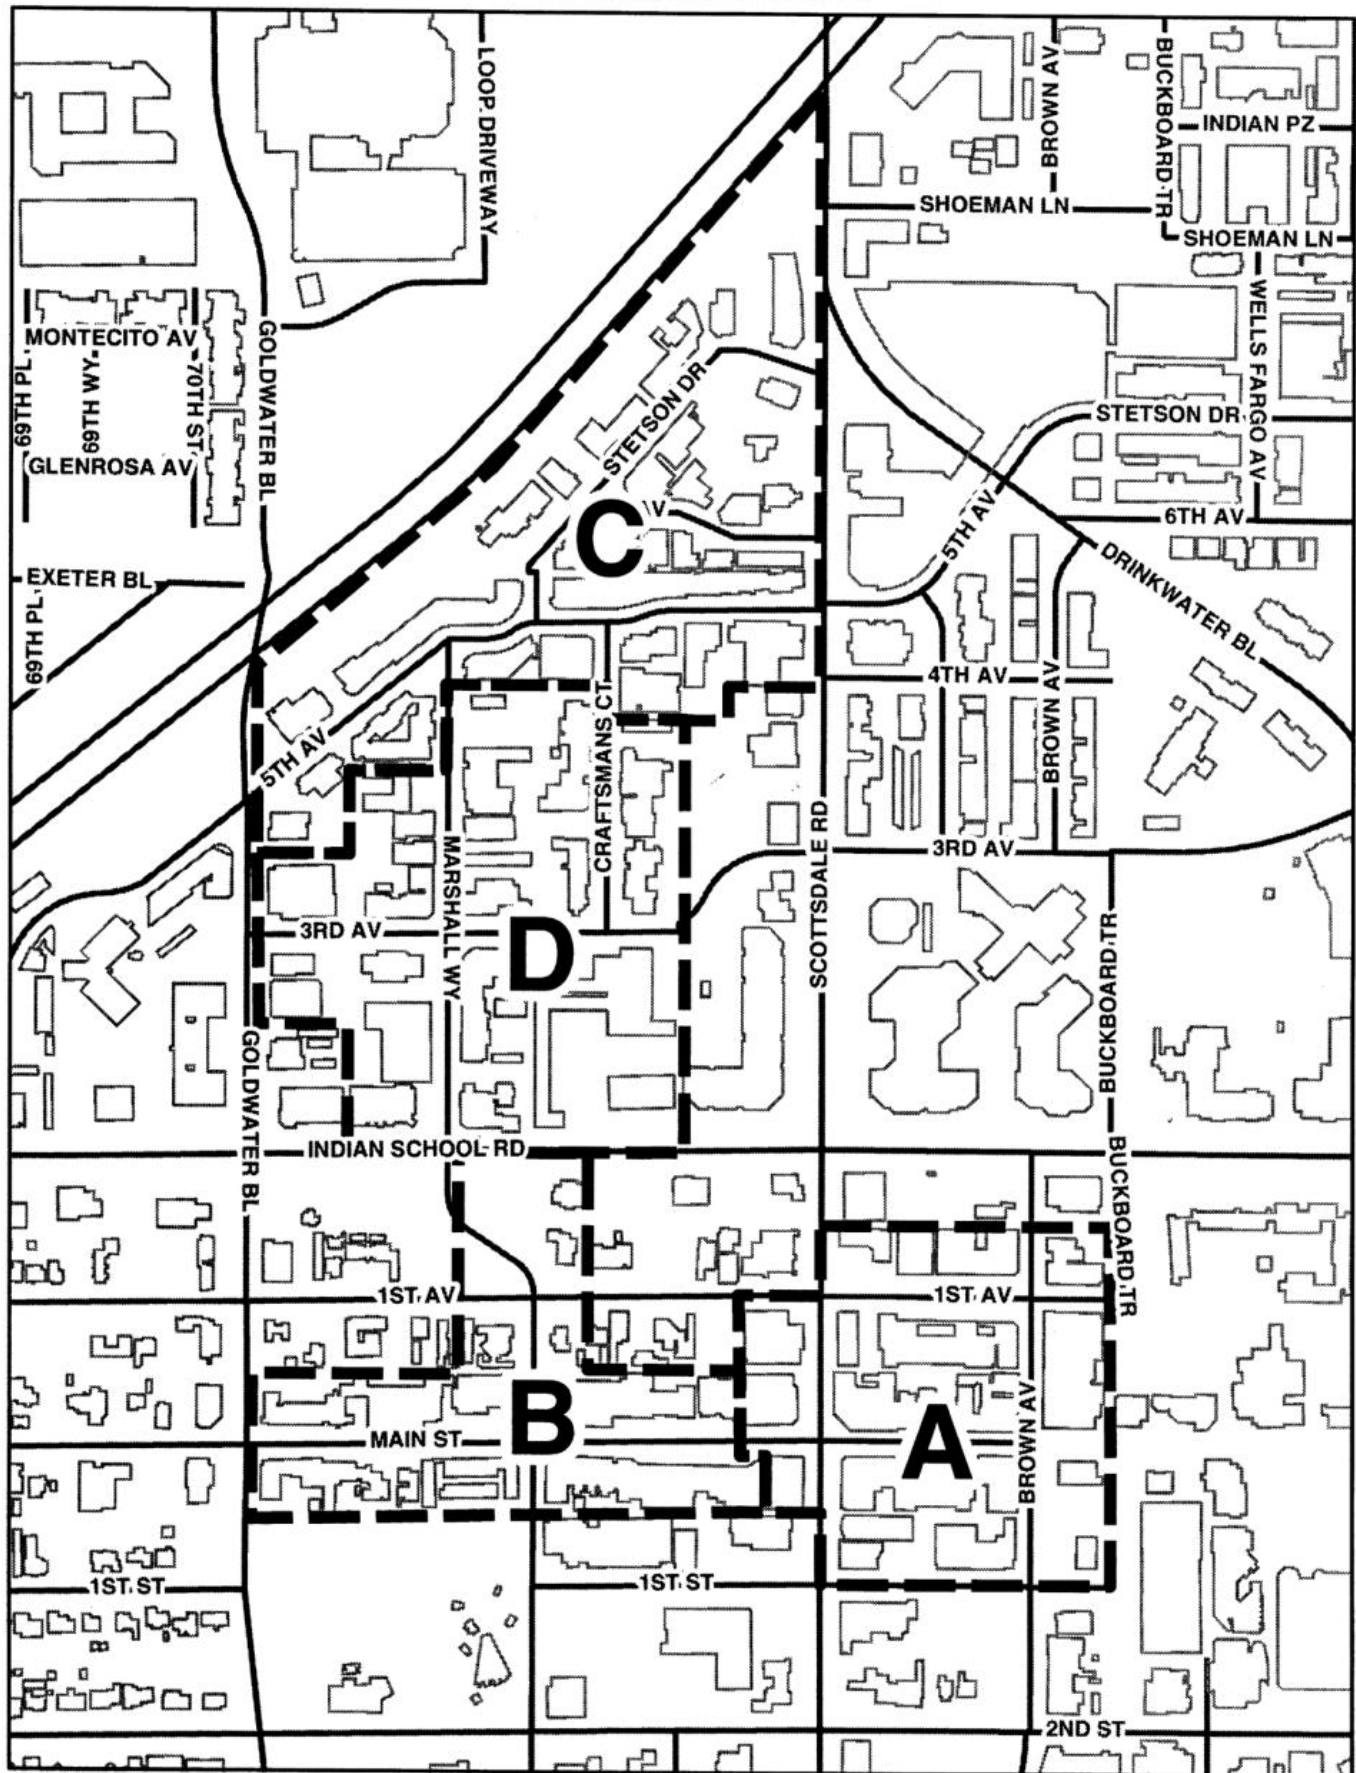 LOOP DRIVEWAY
BROWN AV
BUCKBOARD TR
INDIAN PZ
SHOEMAN LN
SHOEMAN LN
MONTECITO AV
69TH PL
69TH WY
70TH ST
GOLDWATER BL
WELLS FARGO AV
STETSON DR
STETSON DR
GLENROSA AV
C
V
5TH AV
6TH AV
EXETER BL
69TH PL
DRINKWATER BL
4TH AV
BROWN AV
5TH AV
CRAFTSMANS CT
SCOTTSDALE RD
MARSHALL WY
3RD AV
3RD AV
D
BUCKBOARD TR
GOLDWATER BL
INDIAN SCHOOL RD
BUCKBOARD TR
1ST AV
1ST AV
B
MAIN ST
A
BROWN AV
1ST ST
1ST ST
2ND ST